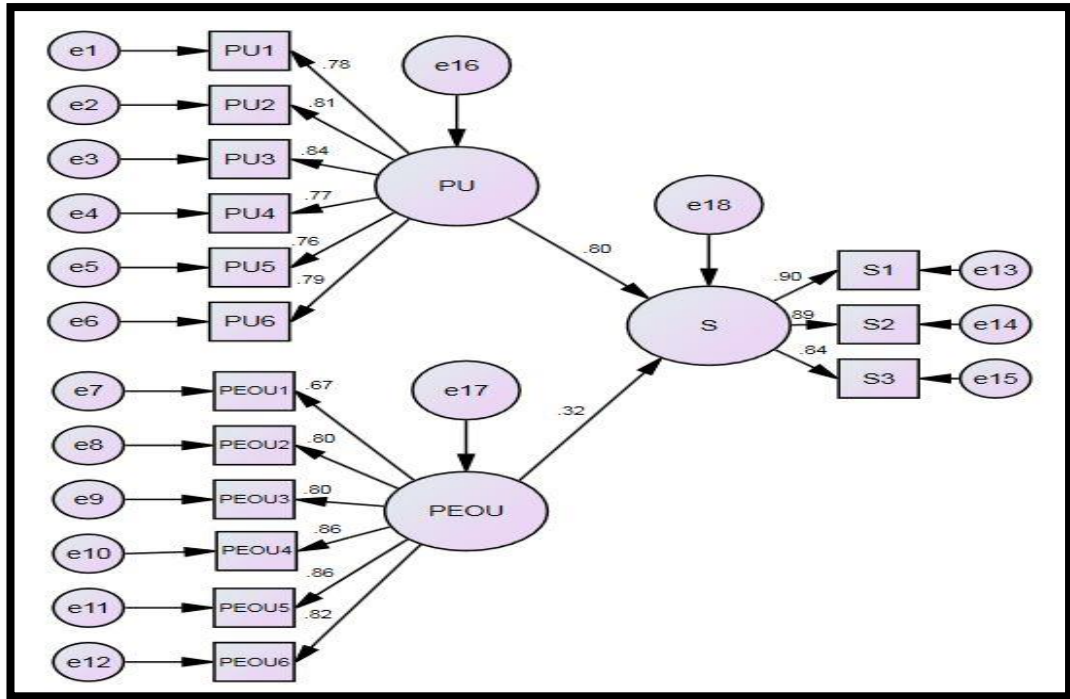 e1 PU1 .78 e16
e2 PU2 .81
e3 PU3 .84 PU
e4 PU4 .77 e18
e5 PU5 .76 .80 S1 e13
e6 PU6 .79 S .90
.89 S2 e14
.84 S3 e15
e7 PEOU1 .67 e17
.32
e8 PEOU2 .80
e9 PEOU3 .80 PEOU
e10 PEOU4 .86
e11 PEOU5 .86
e12 PEOU6 .82